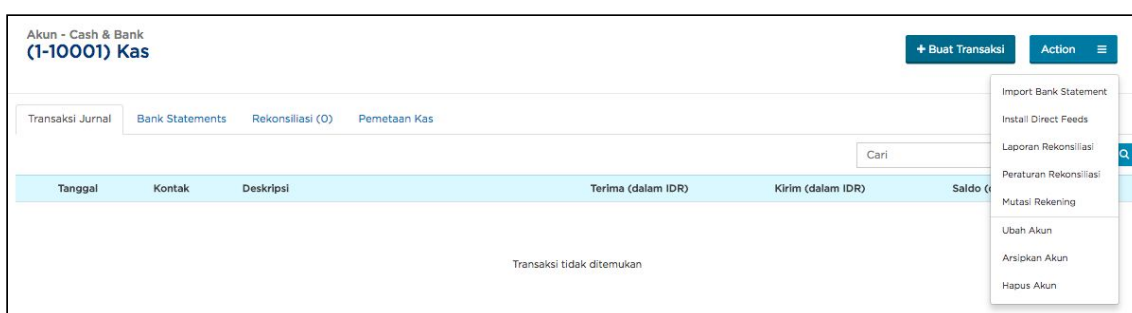 Akun - Cash & Bank
(1-10001) Kas
+ Buat Transaksi
Action
Import Bank Statement
Install Direct Feeds
Laporan Rekonsiliasi
Peraturan Rekonsiliasi
Mutasi Rekening
Ubah Akun
Arsipkan Akun
Hapus Akun
Transaksi Jurnal Bank Statements Rekonsiliasi (0) Pemetaan Kas
Cari
Tanggal Kontak Deskripsi Terima (dalam IDR) Kirim (dalam IDR) Saldo (
Transaksi tidak ditemukan